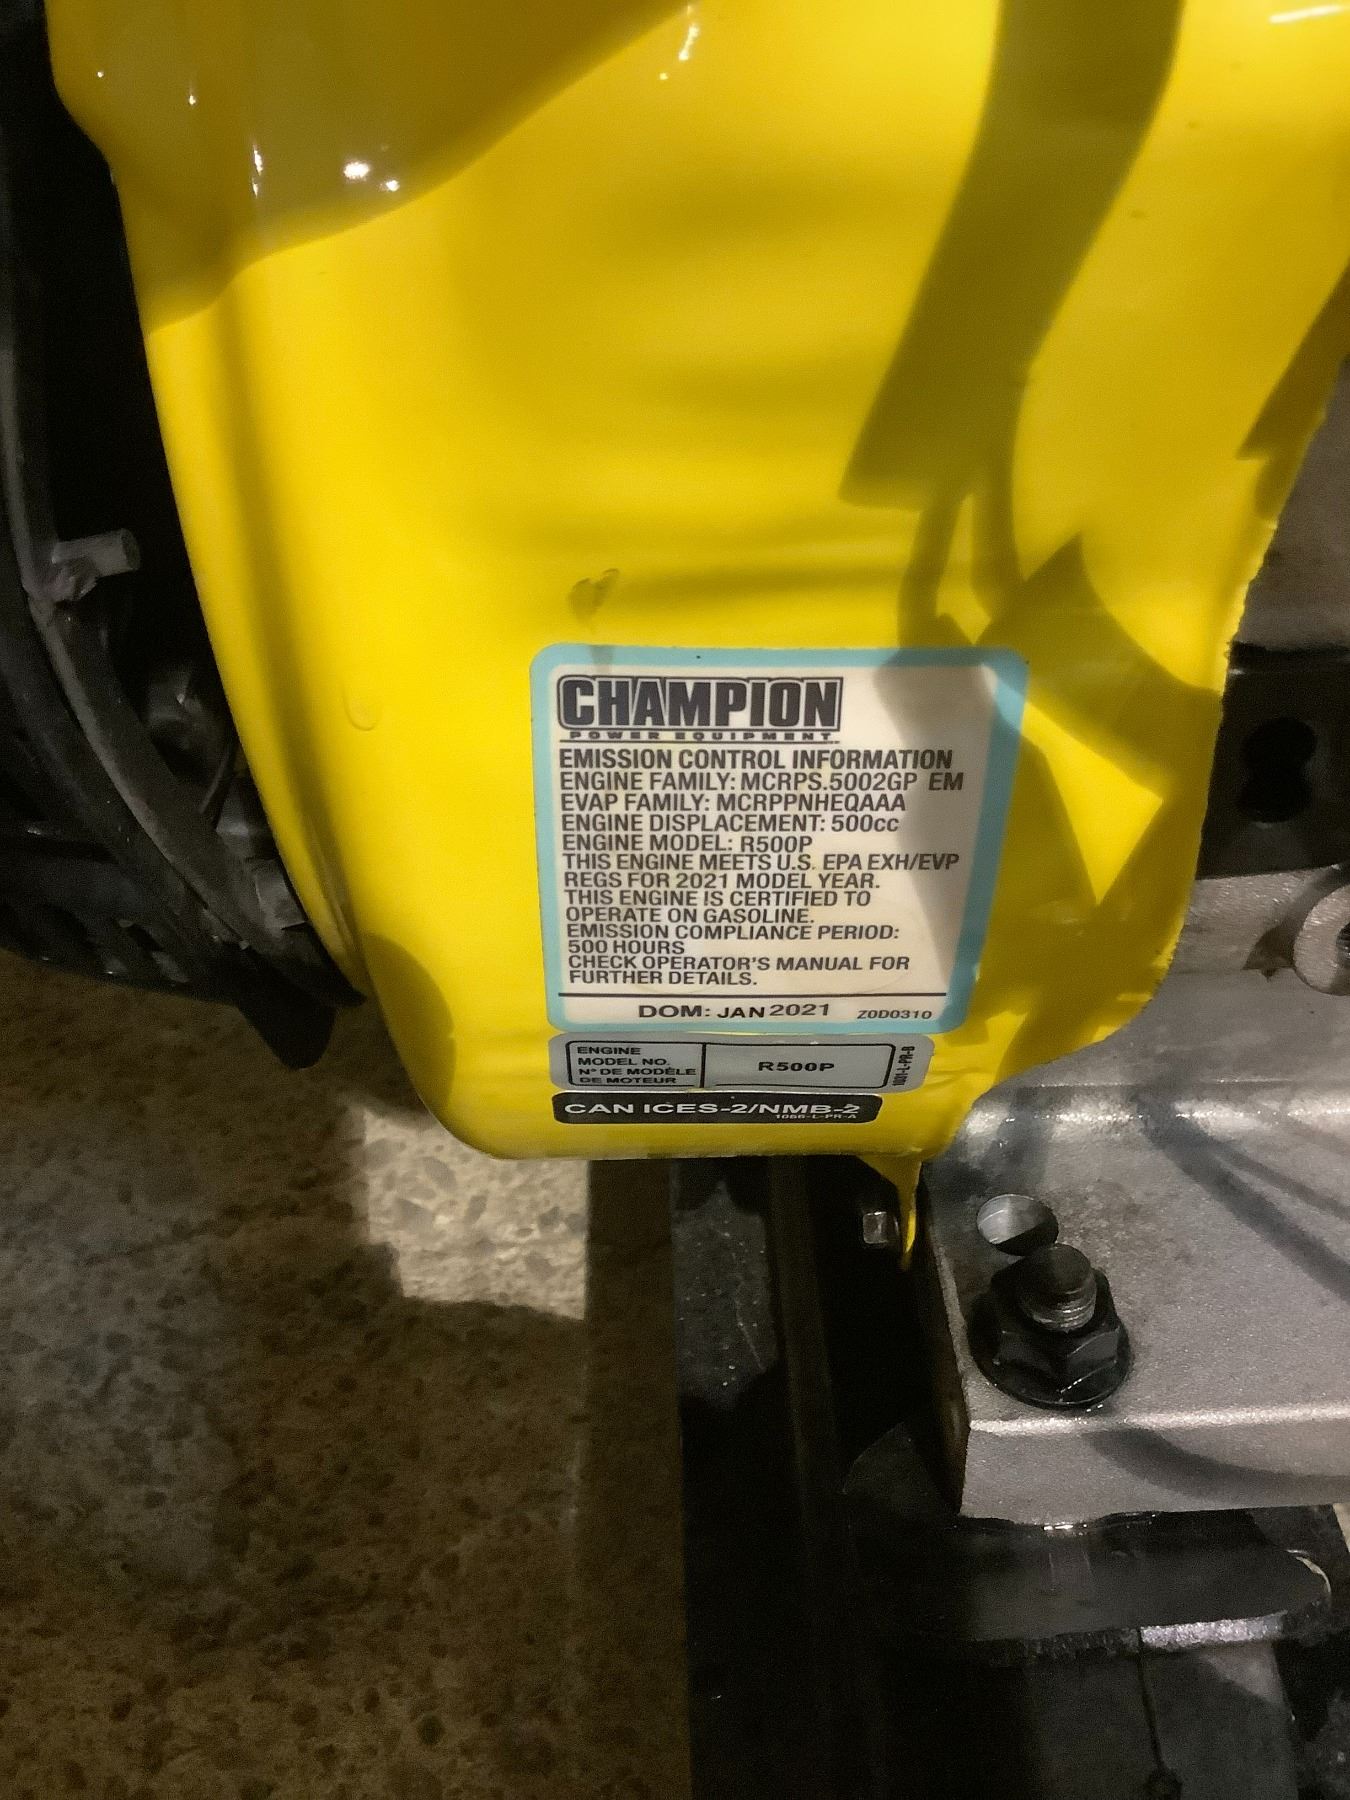 CHAMPION
POWER EQUIPMENT
EMISSION CONTROL INFORMATION
ENGINE FAMILY: MCRPS.5002GP EM
EVAP FAMILY: MCRPPNHEQAAA
ENGINE DISPLACEMENT: 500cc
ENGINE MODEL: R500P
THIS ENGINE MEETS U.S. EPA EXH/EVP
REGS FOR 2021 MODEL YEAR.
THIS ENGINE IS CERTIFIED TO
OPERATE ON GASOLINE.
EMISSION COMPLIANCE PERIOD:
500 HOURS
CHECK OPERATOR'S MANUAL FOR
FURTHER DETAILS.
DOM: JAN 2021 Z0D0310
ENGINE
MODEL NO.
N° DE MODÈLE
DE MOTEUR
R500P
CAN ICES-2/NMB-2
1066-L-PR-A